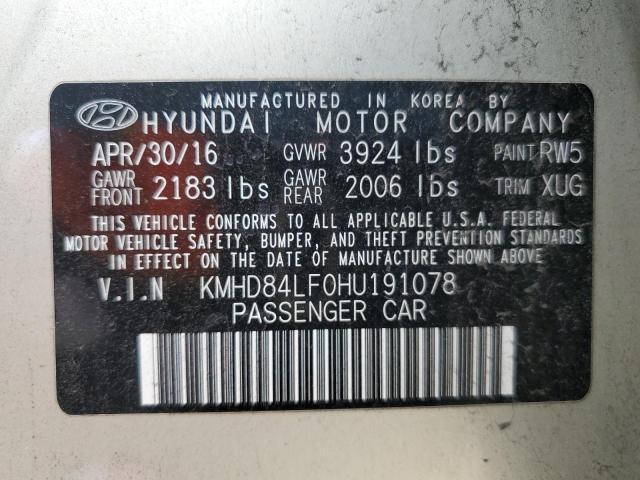 MANUFACTURED IN KOREA BY
HYUNDAI MOTOR COMPANY
APR/30/16 GVWR 3924 lbs PAINT RW5
GAWR FRONT 2183 lbs GAWR REAR 2006 lbs TRIM XUG
THIS VEHICLE CONFORMS TO ALL APPLICABLE U.S.A. FEDERAL
MOTOR VEHICLE SAFETY, BUMPER, AND THEFT PREVENTION STANDARDS
IN EFFECT ON THE DATE OF MANUFACTURE SHOWN ABOVE.
V.I.N KMHD84LF0HU191078
PASSENGER CAR